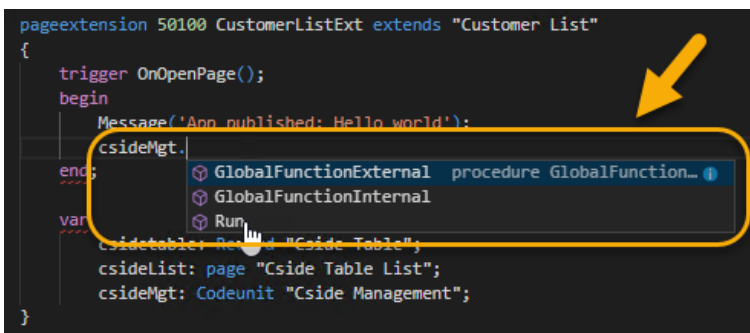 pageextension 50100 CustomerListExt extends "Customer List"
{
trigger OnOpenPage();
begin
Message('App published: Hello world');
csideMgt.
end;
GlobalFunctionExternal procedure GlobalFunction…
GlobalFunctionInternal
var
Run
csidetable: Record "Cside Table";
csideList: page "Cside Table List";
csideMgt: Codeunit "Cside Management";
}